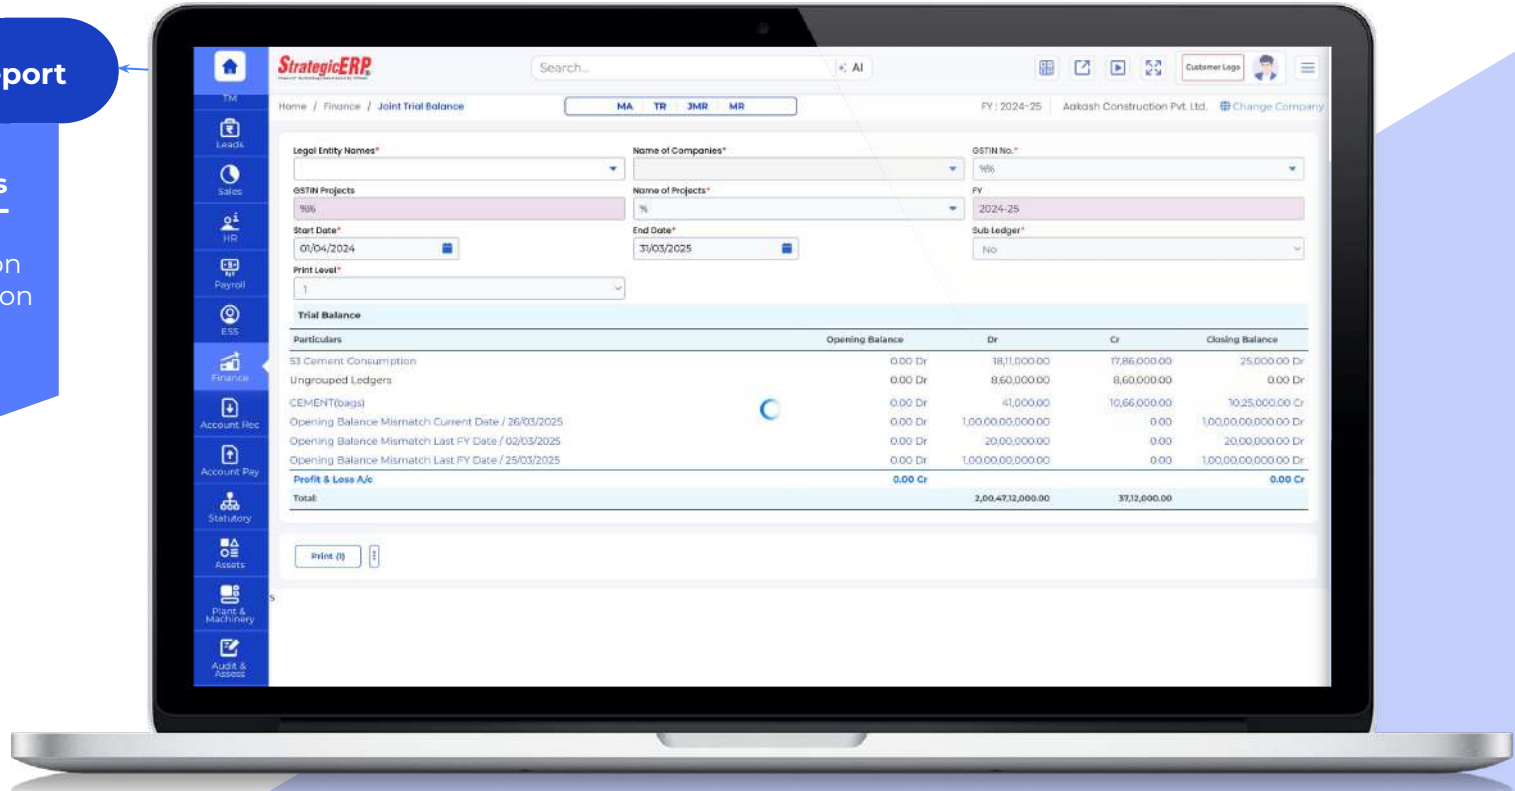 port
s
on
on
StrategicERP
Search...
AI
Customer Logo
Home / Finance / Joint Trial Balance
MA TR JMR MR
FY : 2024-25 Aakash Construction Pvt. Ltd. Change Company
TM
Leads
Sales
HR
Payroll
ESS
Finance
Account Rec
Account Pay
Statutory
Assets
Plant &
Machinery
Audit &
Assess
Legal Entity Names* Name of Companies* GSTIN No.*
%%
GSTIN Projects Name of Projects* FY
%% % 2024-25
Start Date* End Date* Sub Ledger*
01/04/2024 31/03/2025 No
Print Level*
1
Trial Balance
Particulars Opening Balance Dr Cr Closing Balance
53 Cement Consumption 0.00 Dr 18,11,000.00 17,86,000.00 25,000.00 Dr
Ungrouped Ledgers 0.00 Dr 8,60,000.00 8,60,000.00 0.00 Dr
CEMENT(bags) 0.00 Dr 41,000.00 10,66,000.00 10,25,000.00 Cr
Opening Balance Mismatch Current Date / 26/03/2025 0.00 Dr 1,00,00,00,000.00 0.00 1,00,00,00,000.00 Dr
Opening Balance Mismatch Last FY Date / 02/03/2025 0.00 Dr 20,00,000.00 0.00 20,00,000.00 Dr
Opening Balance Mismatch Last FY Date / 25/03/2025 0.00 Dr 1,00,00,00,000.00 0.00 1,00,00,00,000.00 Dr
Profit & Loss A/c 0.00 Cr 0.00 Cr
Total: 2,00,47,12,000.00 37,12,000.00
Print (1)
s